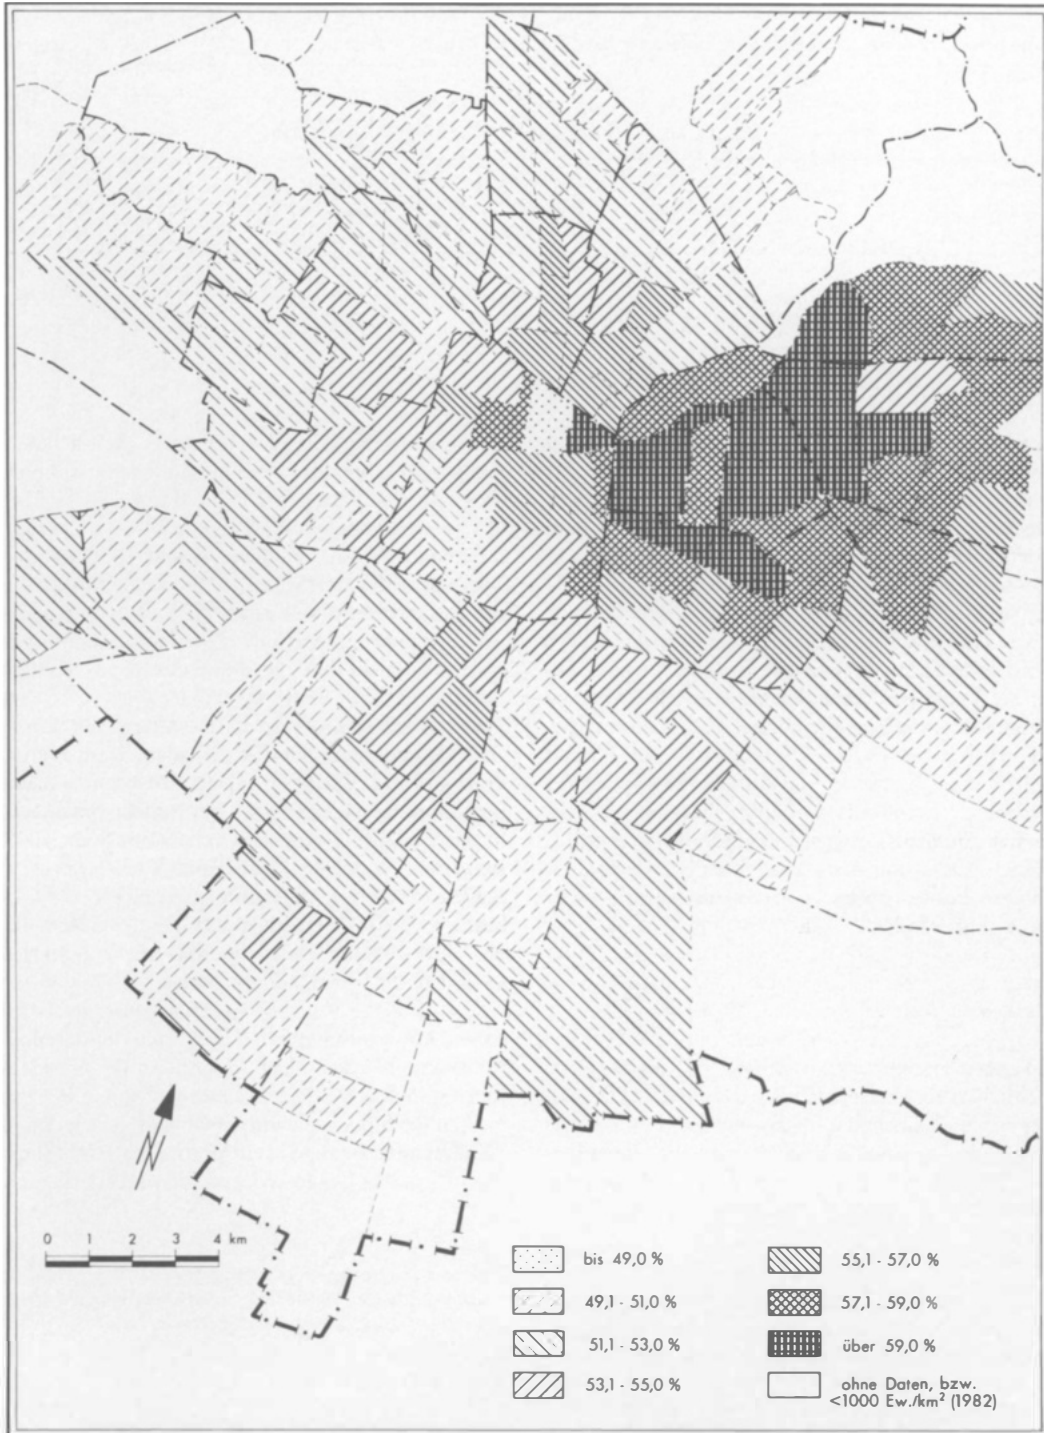 0 1 2 3 4 km
bis 49,0 %
49,1 - 51,0 %
51,1 - 53,0 %
53,1 - 55,0 %
55,1 - 57,0 %
57,1 - 59,0 %
über 59,0 %
ohne Daten, bzw.
<1000 Ew./km² (1982)